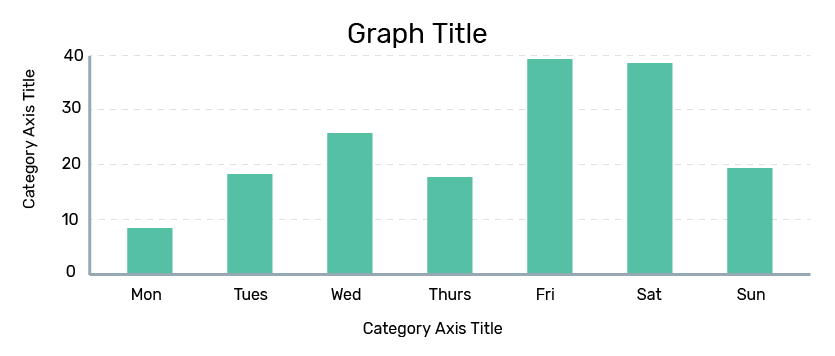 Graph Title
Category Axis Title
40
30
20
10
0
Mon Tues Wed Thurs Fri Sat Sun
Category Axis Title